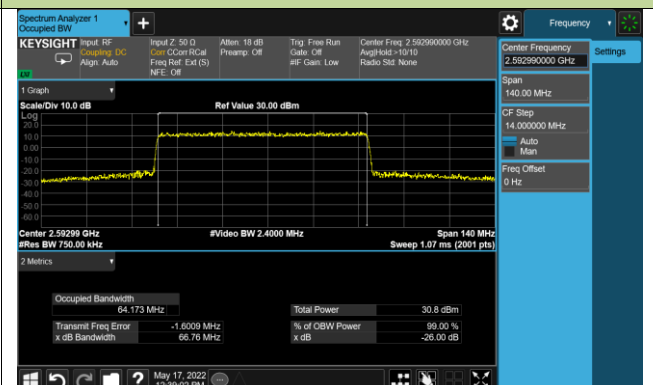 Spectrum Analyzer 1
Occupied BW
+
Frequency
KEYSIGHT
Input: RF
Coupling: DC
Align: Auto
Input Z: 50 Ω
Corr CCorr RCal
Freq Ref: Ext (S)
NFE: Off
Atten: 18 dB
Preamp: Off
Trig: Free Run
Gate: Off
#IF Gain: Low
Center Freq: 2.592990000 GHz
Avg|Hold:>10/10
Radio Std: None
Center Frequency
2.592990000 GHz
Settings
Span
140.00 MHz
CF Step
14.000000 MHz
Auto
Man
Freq Offset
0 Hz
1 Graph
Scale/Div 10.0 dB
Ref Value 30.00 dBm
Log
20.0
10.0
0.00
-10.0
-20.0
-30.0
-40.0
-50.0
-60.0
Center 2.59299 GHz
#Video BW 2.4000 MHz
Span 140 MHz
#Res BW 750.00 kHz
Sweep 1.07 ms (2001 pts)
2 Metrics
Occupied Bandwidth
64.173 MHz
Total Power
30.8 dBm
Transmit Freq Error
-1.6009 MHz
% of OBW Power
99.00 %
x dB Bandwidth
66.76 MHz
x dB
-26.00 dB
?
May 17, 2022